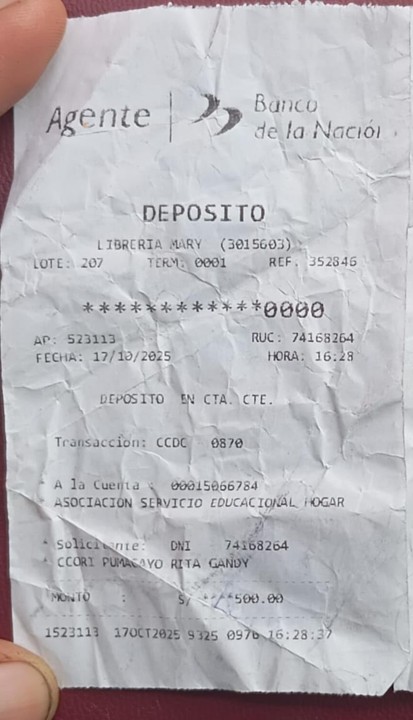 Agente | Banco
de la Nación
DEPOSITO
LIBRERIA MARY (3015603)
LOTE: 207 TERM: 0001 REF. 352846
************0000
AP: 523113 RUC: 74168264
FECHA: 17/10/2025 HORA: 16:28
DEPOSITO EN CTA. CTE.
Transaccion: CCDC 0870
* A la Cuenta : 00015066784
* ASOCIACION SERVICIO EDUCACIONAL HOGAR
* Solicitante: DNI 74168264
* CCORI PUMACAYO RITA GANDY
MONTO : S/ ****500.00
1523113 17OCT2025 9325 0976 16:28:37